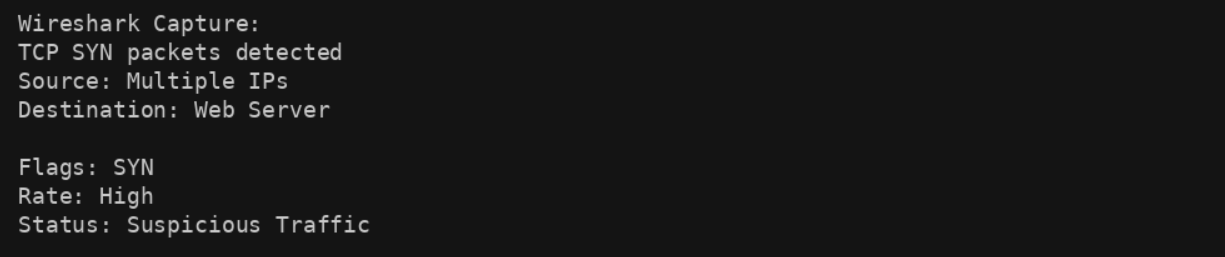 Wireshark Capture:
TCP SYN packets detected
Source: Multiple IPs
Destination: Web Server
Flags: SYN
Rate: High
Status: Suspicious Traffic